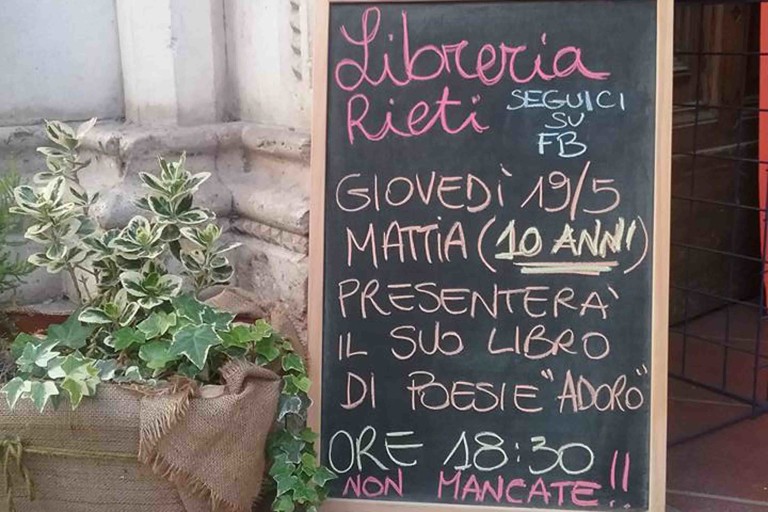 Libreria
Rieti
SEGUICI
SU
FB
GIOVEDÌ 19/5
MATTIA (10 ANNI)
PRESENTERA'
IL SUO LIBRO
DI POESIE "ADORO"
ORE 18:30
NON MANCATE!!